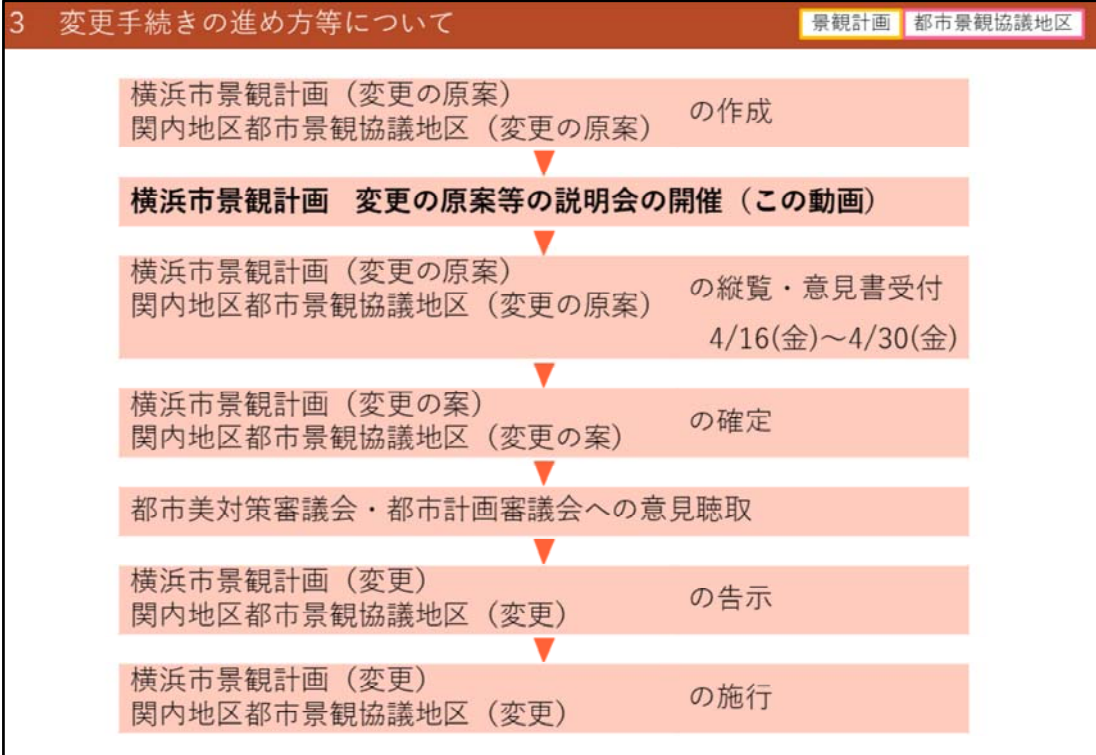 3　変更手続きの進め方等について
景観計画
都市景観協議地区
横浜市景観計画（変更の原案）
関内地区都市景観協議地区（変更の原案）
の作成
横浜市景観計画　変更の原案等の説明会の開催（この動画）
横浜市景観計画（変更の原案）
関内地区都市景観協議地区（変更の原案）
の縦覧・意見書受付
4/16(金)～4/30(金)
横浜市景観計画（変更の案）
関内地区都市景観協議地区（変更の案）
の確定
都市美対策審議会・都市計画審議会への意見聴取
横浜市景観計画（変更）
関内地区都市景観協議地区（変更）
の告示
横浜市景観計画（変更）
関内地区都市景観協議地区（変更）
の施行